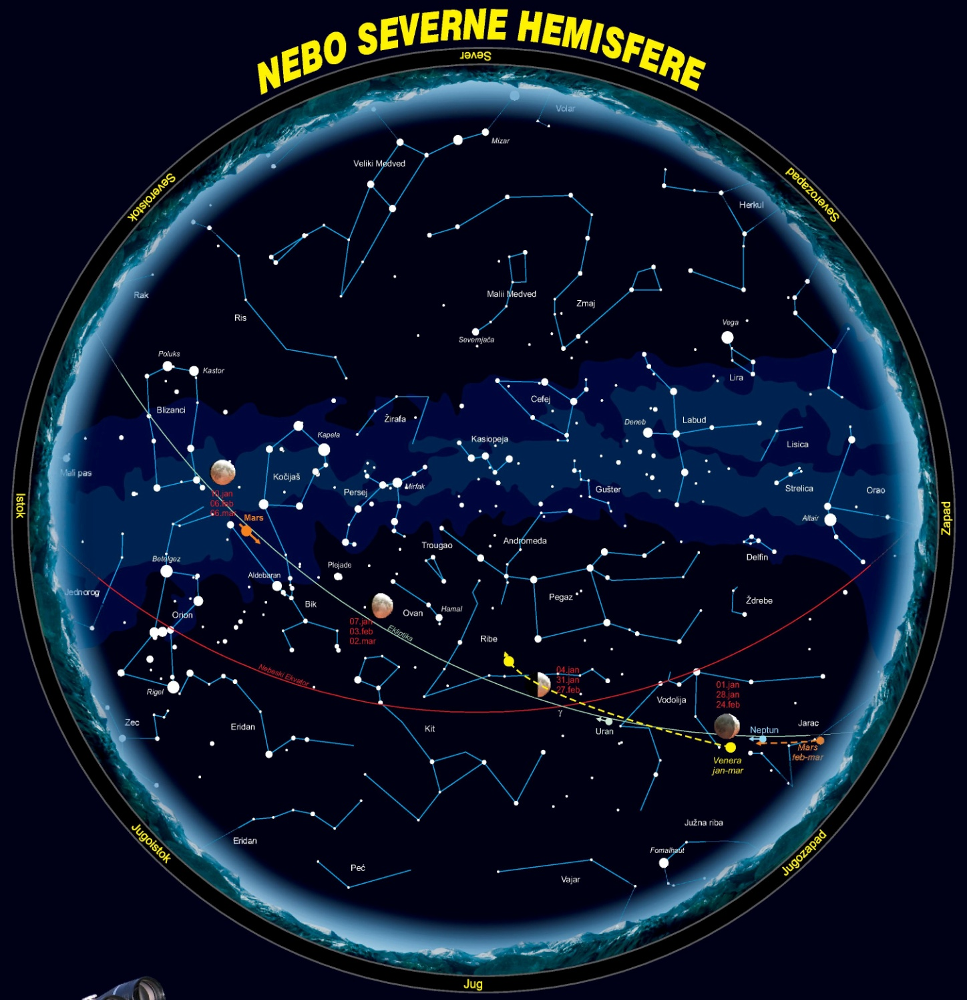 NEBO SEVERNE HEMISFERE
Sever
Severoistok
Severozapad
Istok
Zapad
Jugoistok
Jugozapad
Jug
Volar
Mizar
Veliki Medved
Herkul
Rak
Ris
Malii Medved
Zmaj
Severnjača
Vega
Lira
Poluks
Kastor
Blizanci
Žirafa
Cefej
Deneb
Labud
Kasiopeja
Kapela
Lisica
Mali pas
Kočijaš
Persej
Mirfak
Gušter
Strelica
Orao
Altair
10.jan
06.feb
06.mar
Mars
Trougao
Andromeda
Delfin
Betelgez
Plejade
Aldebaran
Jednorog
Orion
Bik
Ovan
Hamal
Pegaz
Ždrebe
07.jan
03.feb
02.mar
Ekliptika
Ribe
Nebeski Ekvator
04.jan
31.jan
27.feb
01.jan
28.jan
24.feb
Rigel
Vodolija
γ
Zec
Eridan
Kit
Uran
Neptun
Jarac
Mars
feb-mar
Venera
jan-mar
Južna riba
Eridan
Fomalhaut
Peć
Vajar